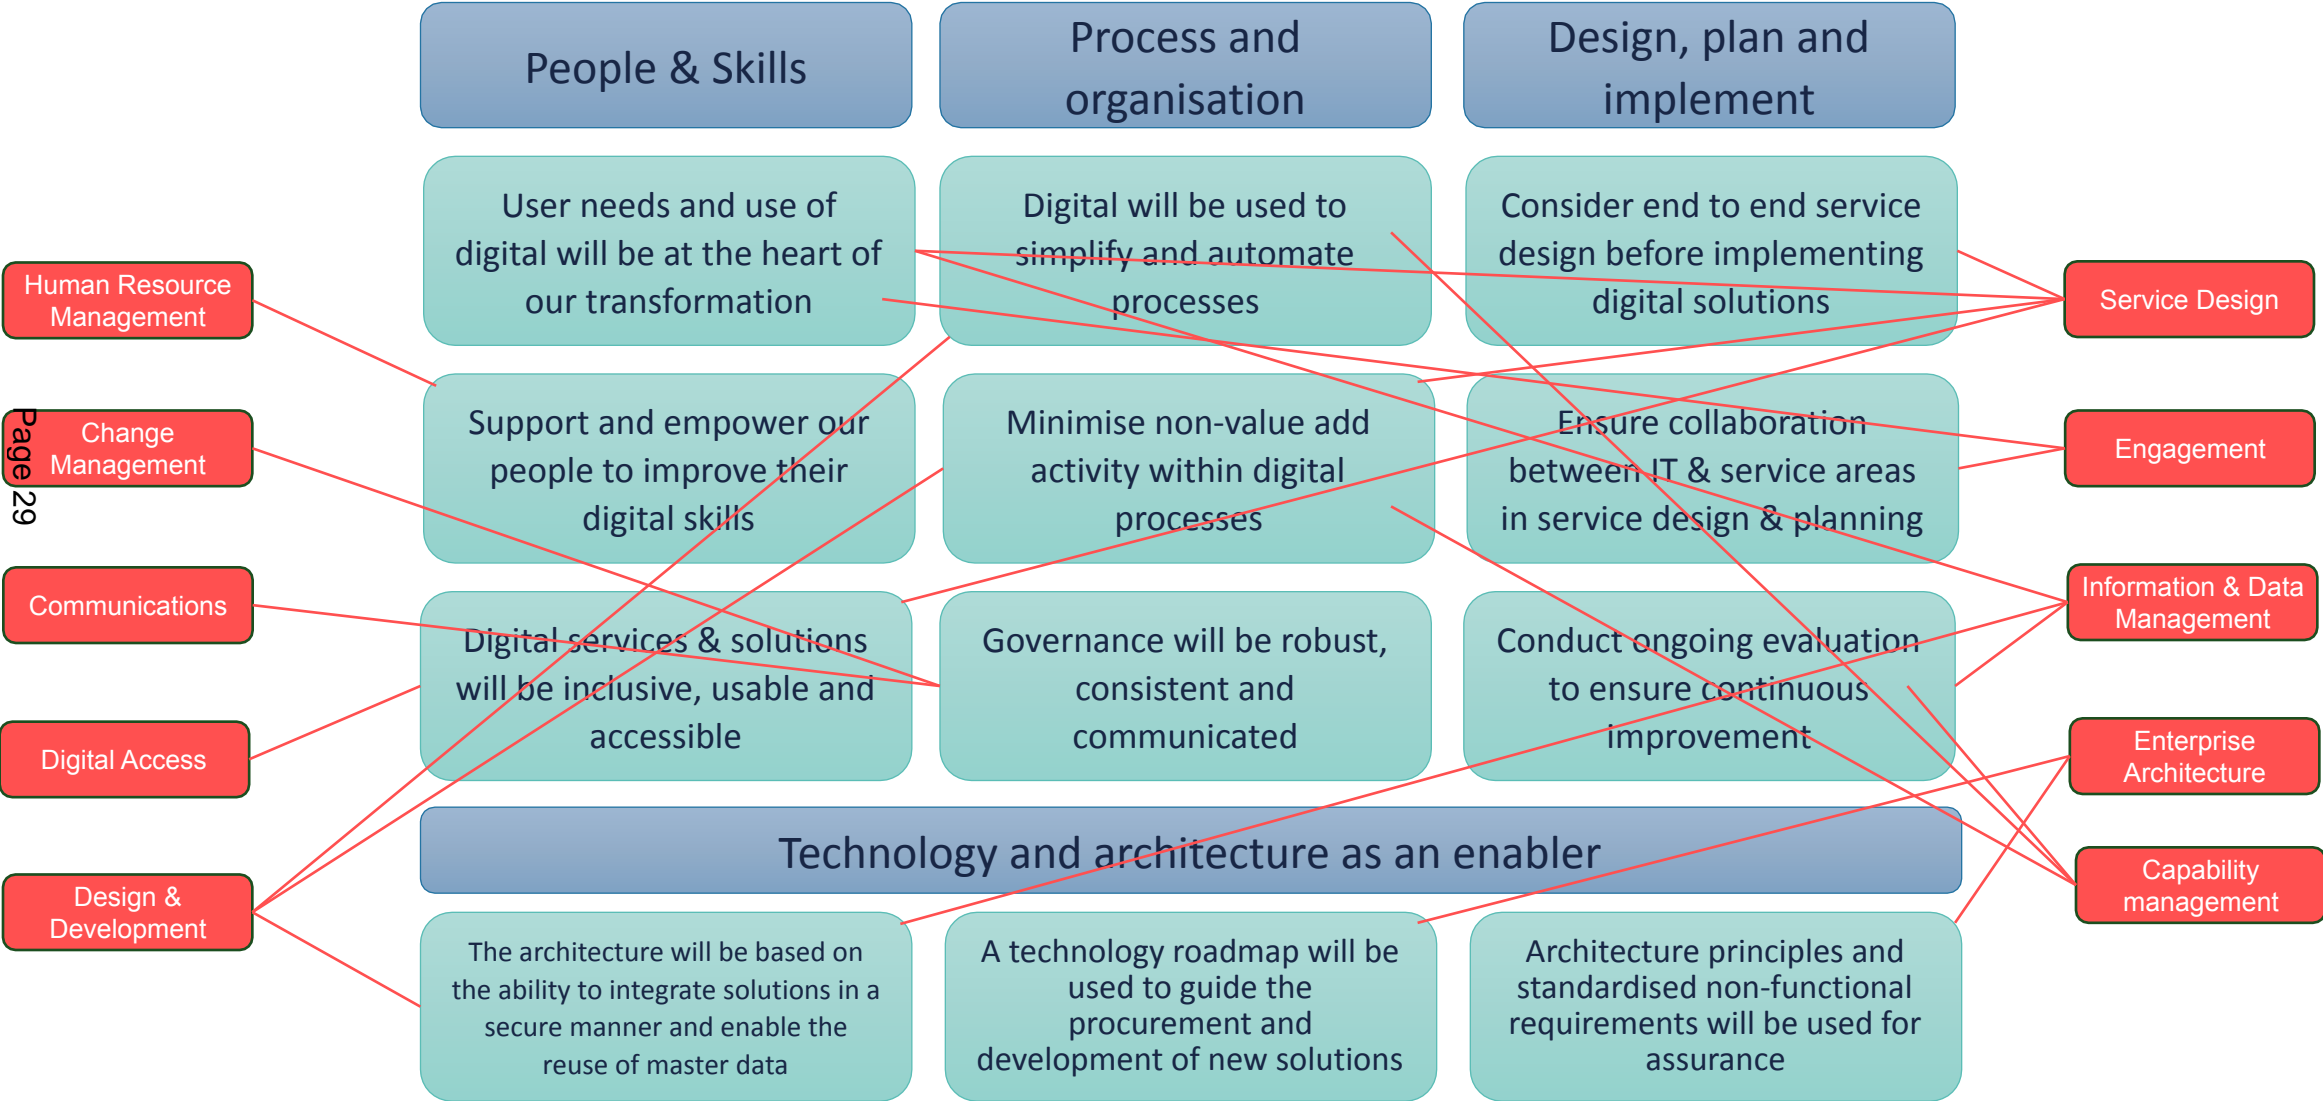 People & Skills
Process and
organisation
Design, plan and
implement
User needs and use of
digital will be at the heart of
our transformation
Digital will be used to
simplify and automate
processes
Consider end to end service
design before implementing
digital solutions
Human Resource
Management
Service Design
Support and empower our
people to improve their
digital skills
Minimise non-value add
activity within digital
processes
Ensure collaboration
between IT & service areas
in service design & planning
Change
Management
Page 29
Engagement
Communications
Digital services & solutions
will be inclusive, usable and
accessible
Governance will be robust,
consistent and
communicated
Conduct ongoing evaluation
to ensure continuous
improvement
Information & Data
Management
Digital Access
Enterprise
Architecture
Technology and architecture as an enabler
Design &
Development
Capability
management
The architecture will be based on
the ability to integrate solutions in a
secure manner and enable the
reuse of master data
A technology roadmap will be
used to guide the
procurement and
development of new solutions
Architecture principles and
standardised non-functional
requirements will be used for
assurance